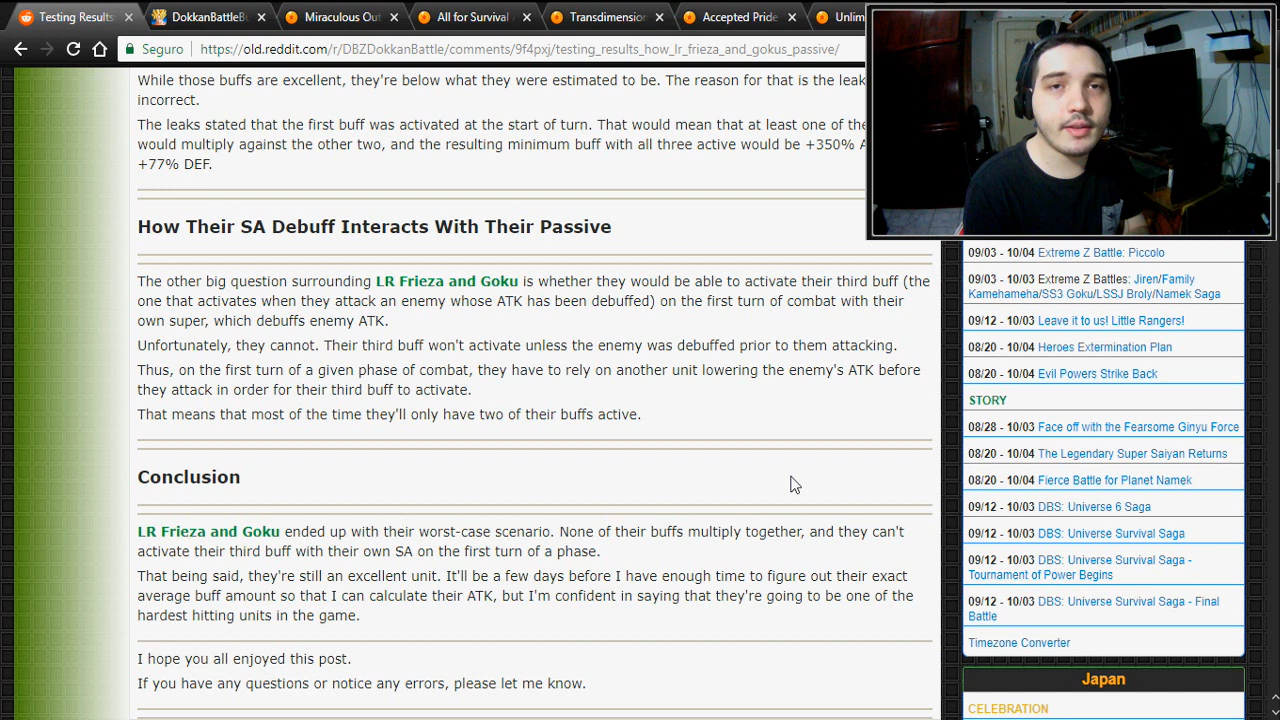 Testing Results:
DokkanBattleBo
Miraculous Out
All for Survival
Transdimension
Accepted Pride
Unlim
Seguro
https://old.reddit.com/r/DBZDokkanBattle/comments/9f4pxj/testing_results_how_lr_frieza_and_gokus_passive/
While those buffs are excellent, they're below what they were estimated to be. The reason for that is the leak
incorrect.
The leaks stated that the first buff was activated at the start of turn. That would mean that at least one of the
would multiply against the other two, and the resulting minimum buff with all three active would be +350% A
+77% DEF.
How Their SA Debuff Interacts With Their Passive
The other big question surrounding LR Frieza and Goku is whether they would be able to activate their third buff (the
one that activates when they attack an enemy whose ATK has been debuffed) on the first turn of combat with their
own super, which debuffs enemy ATK.
Unfortunately, they cannot. Their third buff won't activate unless the enemy was debuffed prior to them attacking.
Thus, on the first turn of a given phase of combat, they have to rely on another unit lowering the enemy's ATK before
they attack in order for their third buff to activate.
That means that most of the time they'll only have two of their buffs active.
Conclusion
LR Frieza and Goku ended up with their worst-case scenario. None of their buffs multiply together, and they can't
activate their third buff with their own SA on the first turn of a phase.
That being said, they're still an excellent unit. It'll be a few days before I have enough time to figure out their exact
average buff amount so that I can calculate their ATK, but I'm confident in saying that they're going to be one of the
hardest hitting units in the game.
I hope you all enjoyed this post.
If you have any questions or notice any errors, please let me know.
09/03 - 10/04 Extreme Z Battle: Piccolo
09/03 - 10/03 Extreme Z Battles: Jiren/Family
Kamehameha/SS3 Goku/LSSJ Broly/Namek Saga
09/12 - 10/03 Leave it to us! Little Rangers!
08/20 - 10/04 Heroes Extermination Plan
08/20 - 10/04 Evil Powers Strike Back
STORY
08/28 - 10/03 Face off with the Fearsome Ginyu Force
08/20 - 10/04 The Legendary Super Saiyan Returns
08/20 - 10/04 Fierce Battle for Planet Namek
09/12 - 10/03 DBS: Universe 6 Saga
09/12 - 10/03 DBS: Universe Survival Saga
09/12 - 10/03 DBS: Universe Survival Saga -
Tournament of Power Begins
09/12 - 10/03 DBS: Universe Survival Saga - Final
Battle
Timezone Converter
Japan
CELEBRATION